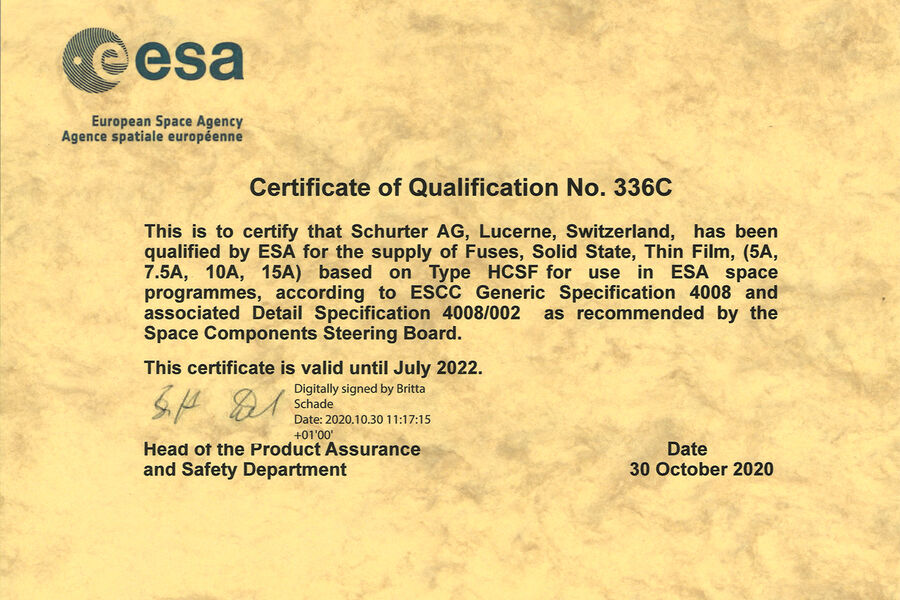 esa
European Space Agency
Agence spatiale européenne
Certificate of Qualification No. 336C
This is to certify that Schurter AG, Lucerne, Switzerland, has been
qualified by ESA for the supply of Fuses, Solid State, Thin Film, (5A,
7.5A, 10A, 15A) based on Type HCSF for use in ESA space
programmes, according to ESCC Generic Specification 4008 and
associated Detail Specification 4008/002 as recommended by the
Space Components Steering Board.
This certificate is valid until July 2022.
Digitally signed by Britta
Schade
Date: 2020.10.30 11:17:15
+01'00'
Head of the Product Assurance
and Safety Department
Date
30 October 2020